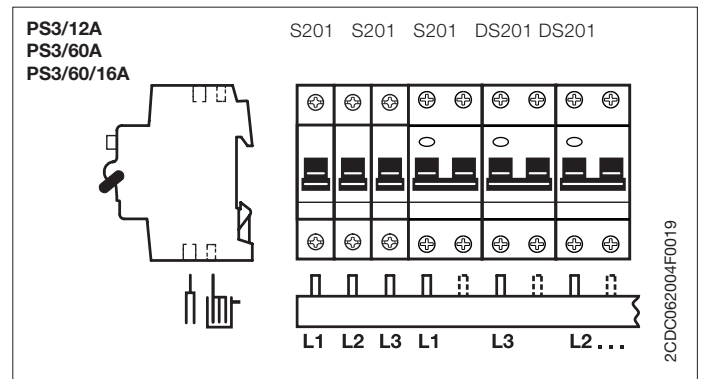 PS3/12A
PS3/60A
PS3/60/16A
S201 S201 S201 DS201 DS201
L1 L2 L3 L1 L3 L2...
2CDC062004F0019